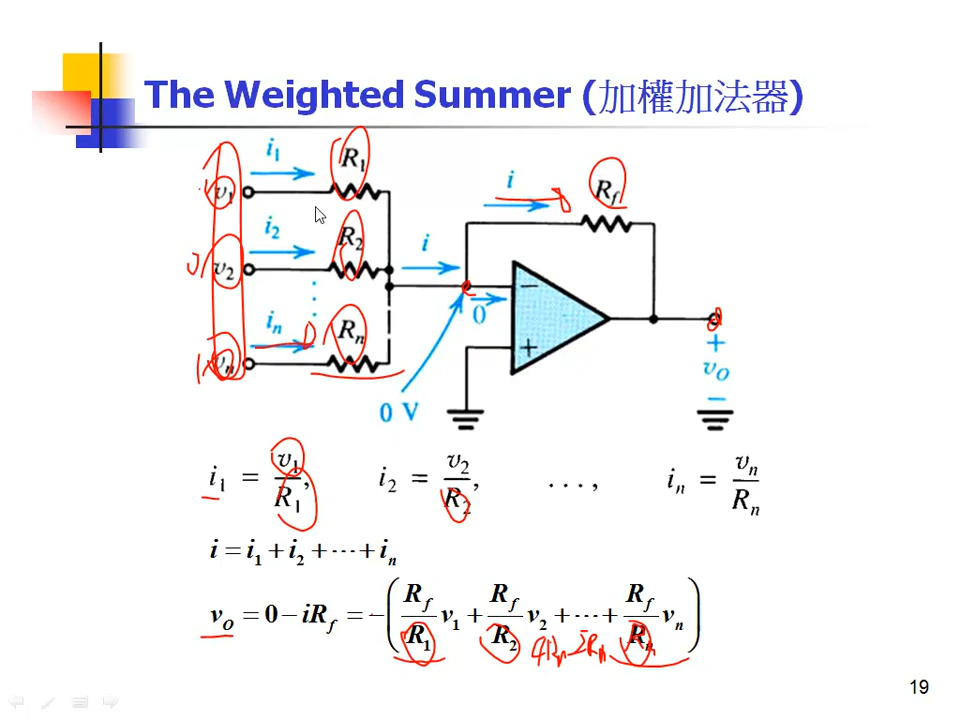 The Weighted Summer (加權加法器)
i₁ R₁
v₁
i Rf
i₂ R₂ i
v₂
0
iₙ Rₙ
+
vₙ
0 V
vO
−
i₁ = v₁/R₁, i₂ = v₂/R₂, ..., iₙ = vₙ/Rₙ
i = i₁ + i₂ + ⋯ + iₙ
vO = 0 − iRf = −(Rf/R₁ v₁ + Rf/R₂ v₂ + ⋯ + Rf/Rₙ vₙ)
19